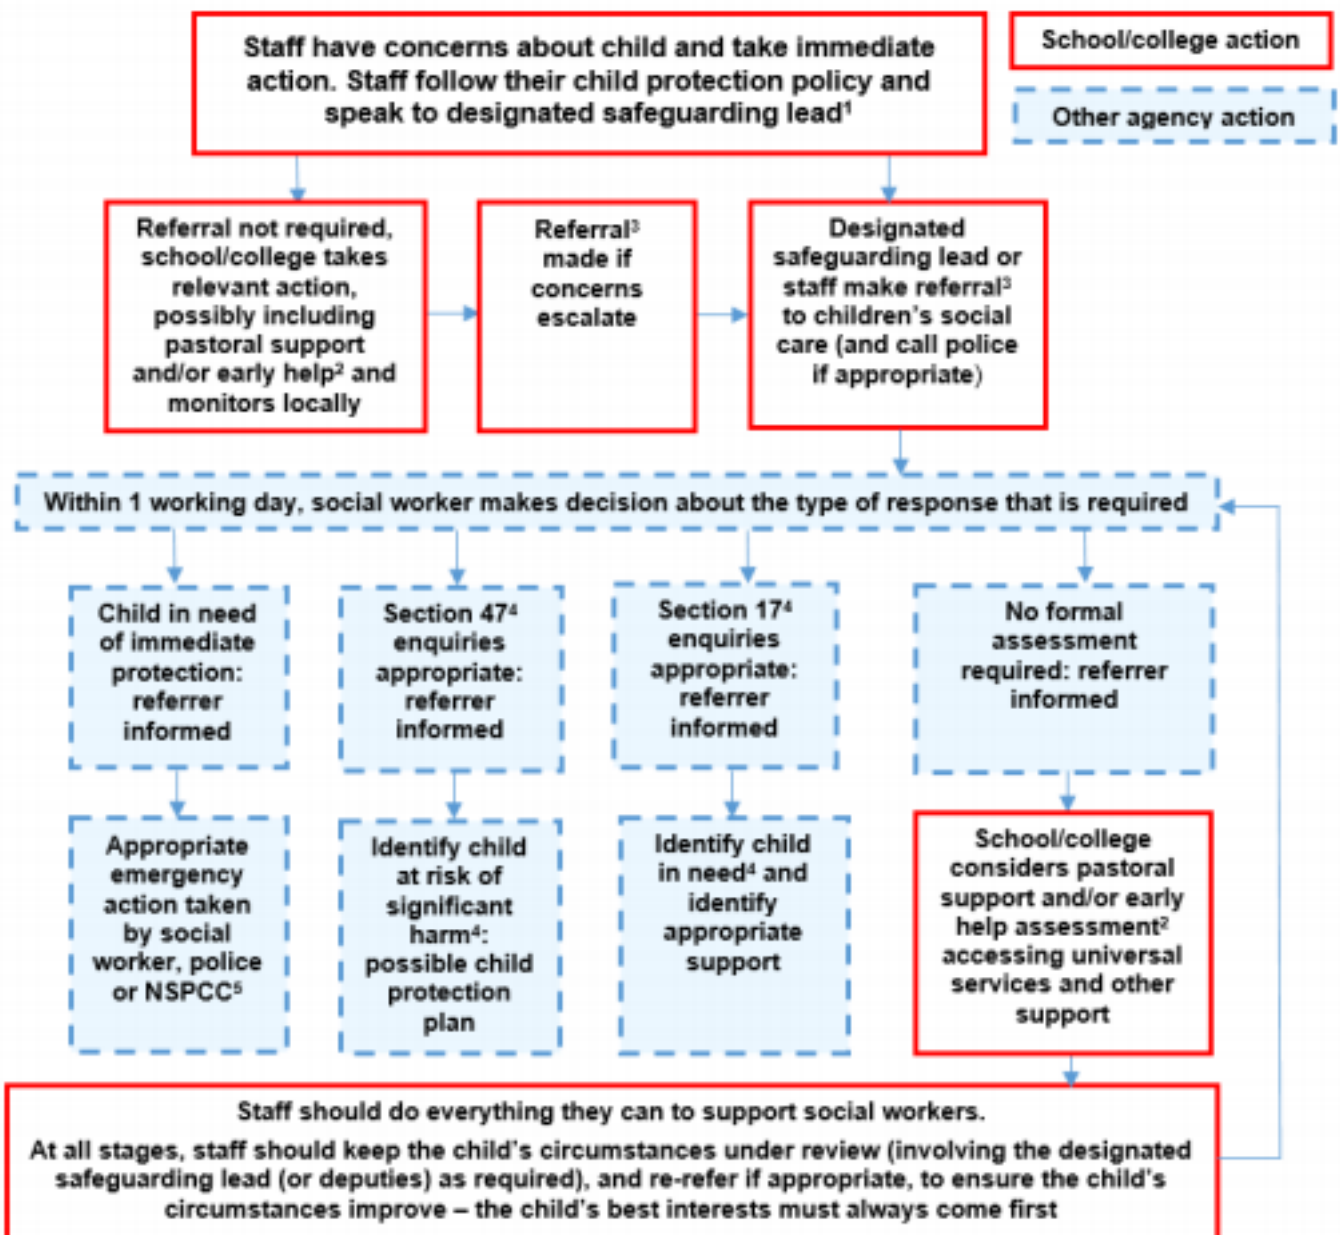 Staff have concerns about child and take immediate
action. Staff follow their child protection policy and
speak to designated safeguarding lead¹
School/college action
Other agency action
Referral not required,
school/college takes
relevant action,
possibly including
pastoral support
and/or early help² and
monitors locally
Referral³
made if
concerns
escalate
Designated
safeguarding lead or
staff make referral³
to children's social
care (and call police
if appropriate)
Within 1 working day, social worker makes decision about the type of response that is required
Child in need
of immediate
protection:
referrer
informed
Section 47⁴
enquiries
appropriate:
referrer
informed
Section 17⁴
enquiries
appropriate:
referrer
informed
No formal
assessment
required: referrer
informed
Appropriate
emergency
action taken
by social
worker, police
or NSPCC⁵
Identify child
at risk of
significant
harm⁴:
possible child
protection
plan
Identify child
in need⁴ and
identify
appropriate
support
School/college
considers pastoral
support and/or early
help assessment²
accessing universal
services and other
support
Staff should do everything they can to support social workers.
At all stages, staff should keep the child's circumstances under review (involving the designated
safeguarding lead (or deputies) as required), and re-refer if appropriate, to ensure the child's
circumstances improve – the child's best interests must always come first